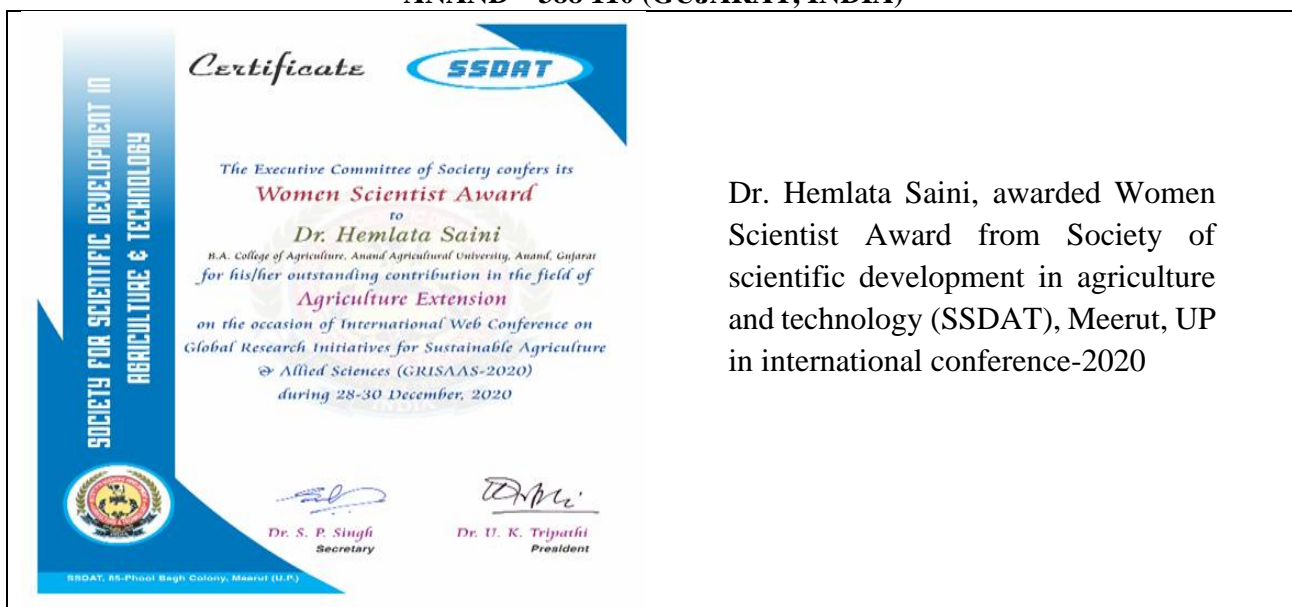 ANAND – 388 110 (GUJARAT, INDIA)
Certificate
SSDAT
SOCIETY FOR SCIENTIFIC DEVELOPMENT IN
AGRICULTURE & TECHNOLOGY
The Executive Committee of Society confers its
Women Scientist Award
to
Dr. Hemlata Saini
B.A. College of Agriculture, Anand Agricultural University, Anand, Gujarat
for his/her outstanding contribution in the field of
Agriculture Extension
on the occasion of International Web Conference on
Global Research Initiatives for Sustainable Agriculture
& Allied Sciences (GRISAAS-2020)
during 28-30 December, 2020
INDIA
Dr. S. P. Singh
Secretary
Dr. U. K. Tripathi
President
SSDAT, 85-Phool Bagh Colony, Meerut (U.P.)
Dr. Hemlata Saini, awarded Women
Scientist Award from Society of
scientific development in agriculture
and technology (SSDAT), Meerut, UP
in international conference-2020